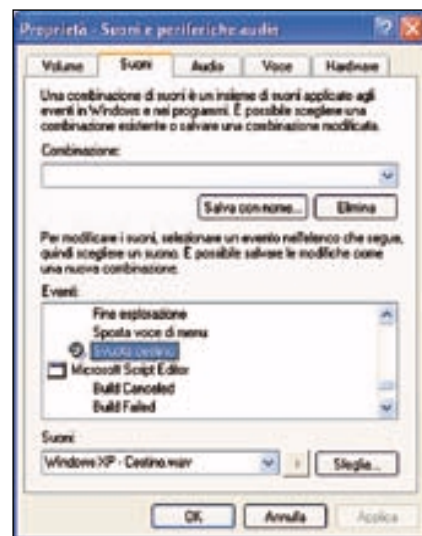 Proprietà - Suoni e periferiche audio
Volume Suoni Audio Voce Hardware
Una combinazione di suoni è un insieme di suoni applicato agli
eventi in Windows e nei programmi. È possibile scegliere una
combinazione esistente o salvare una combinazione modificata.
Combinazione:
Salva con nome... Elimina
Per modificare i suoni, selezionare un evento nell'elenco che segue,
quindi scegliere un suono. È possibile salvare le modifiche come
una nuova combinazione.
Eventi:
Fine esplorazione
Sposta voce di menu
Svuota cestino
Microsoft Script Editor
Build Canceled
Build Failed
Suoni:
Windows XP - Cestino.wav Sfoglia...
OK Annulla Applica